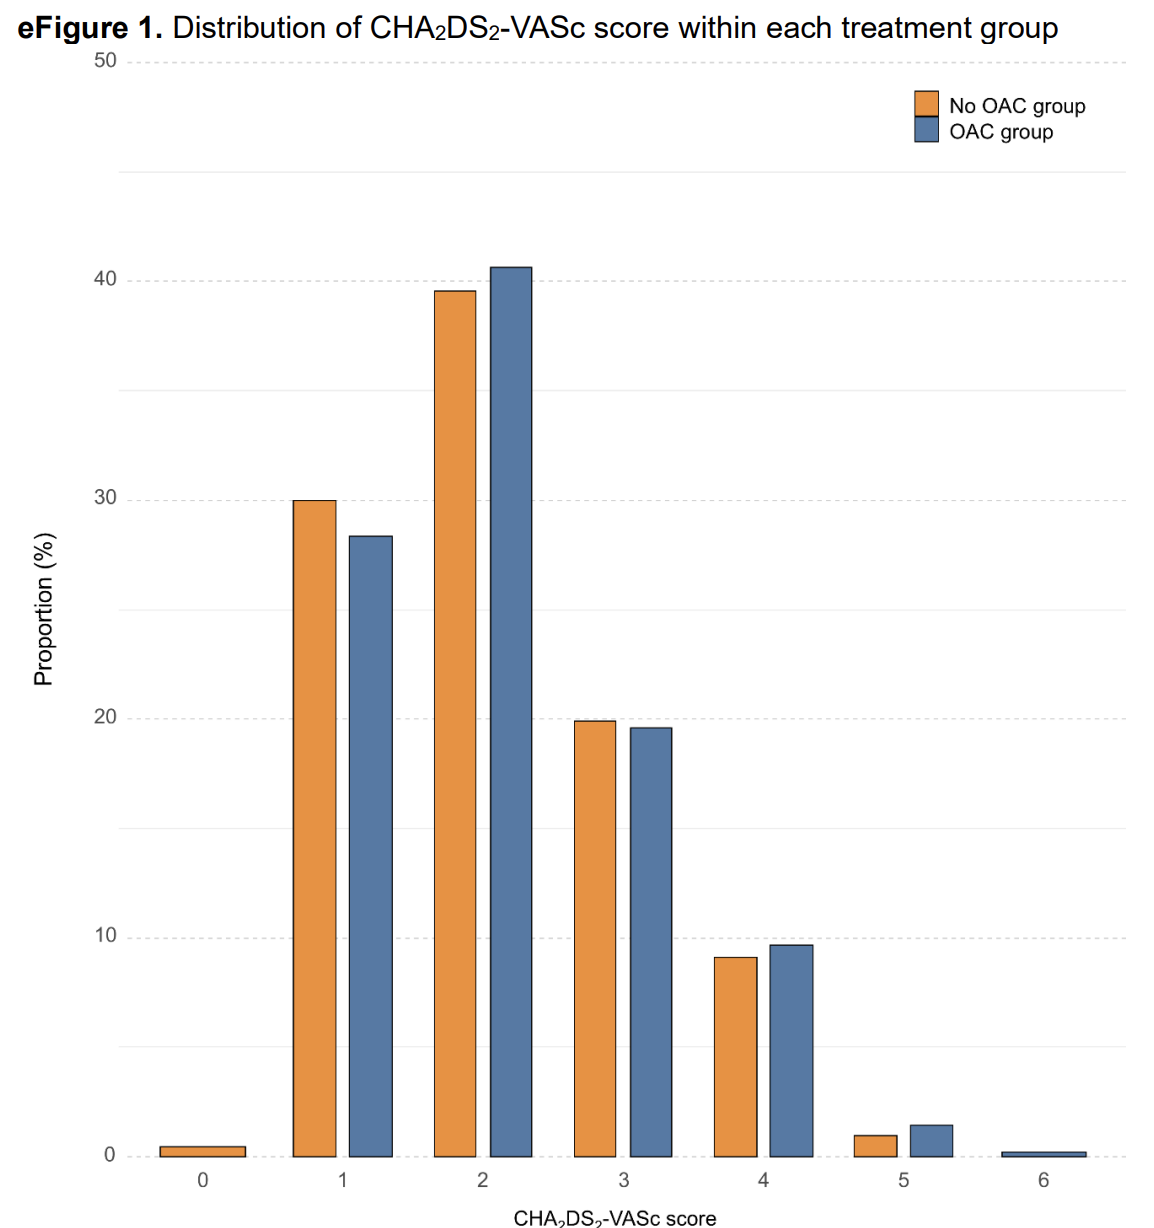 eFigure 1. Distribution of CHA₂DS₂-VASc score within each treatment group
50
No OAC group
OAC group
40
30
Proportion (%)
20
10
0
0 1 2 3 4 5 6
CHA₂DS₂-VASc score